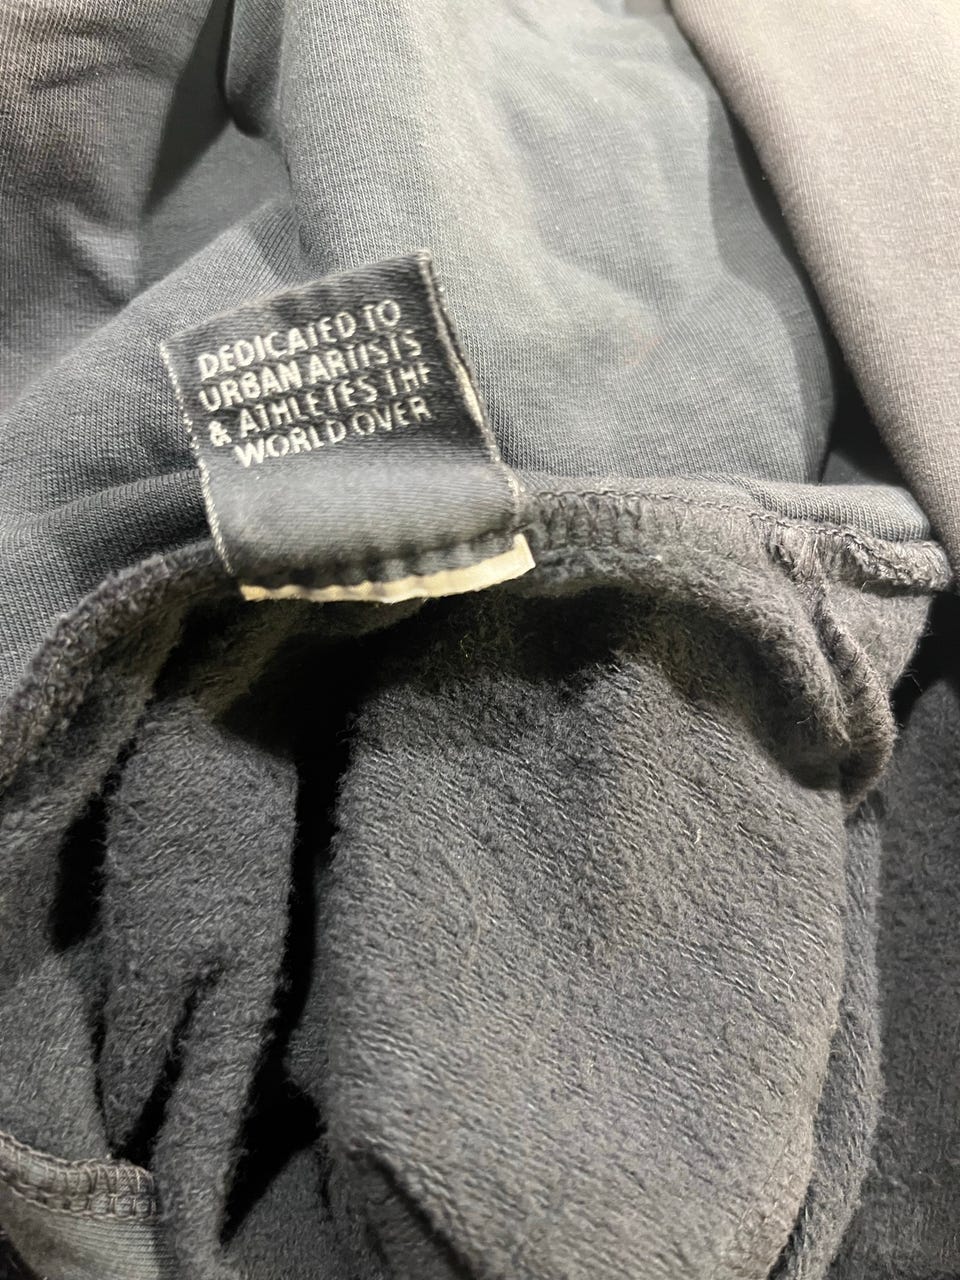 DEDICATED TO
URBAN ARTISTS
& ATHLETES THE
WORLD OVER